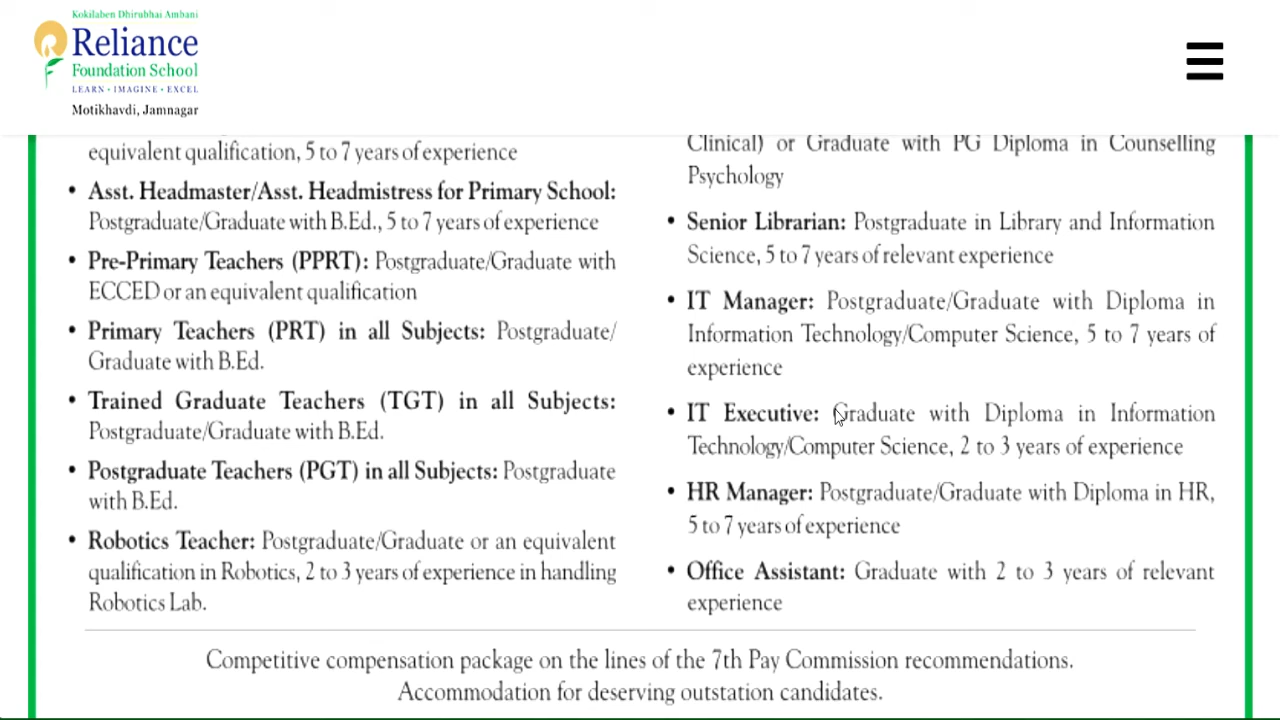 Kokilaben Dhirubhai Ambani
Reliance
Foundation School
LEARN • IMAGINE • EXCEL
Motikhavdi, Jamnagar
equivalent qualification, 5 to 7 years of experience
• Asst. Headmaster/Asst. Headmistress for Primary School:
Postgraduate/Graduate with B.Ed., 5 to 7 years of experience
• Pre-Primary Teachers (PPRT): Postgraduate/Graduate with
ECCED or an equivalent qualification
• Primary Teachers (PRT) in all Subjects: Postgraduate/
Graduate with B.Ed.
• Trained Graduate Teachers (TGT) in all Subjects:
Postgraduate/Graduate with B.Ed.
• Postgraduate Teachers (PGT) in all Subjects: Postgraduate
with B.Ed.
• Robotics Teacher: Postgraduate/Graduate or an equivalent
qualification in Robotics, 2 to 3 years of experience in handling
Robotics Lab.
Clinical) or Graduate with PG Diploma in Counselling
Psychology
• Senior Librarian: Postgraduate in Library and Information
Science, 5 to 7 years of relevant experience
• IT Manager: Postgraduate/Graduate with Diploma in
Information Technology/Computer Science, 5 to 7 years of
experience
• IT Executive: Graduate with Diploma in Information
Technology/Computer Science, 2 to 3 years of experience
• HR Manager: Postgraduate/Graduate with Diploma in HR,
5 to 7 years of experience
• Office Assistant: Graduate with 2 to 3 years of relevant
experience
Competitive compensation package on the lines of the 7th Pay Commission recommendations.
Accommodation for deserving outstation candidates.